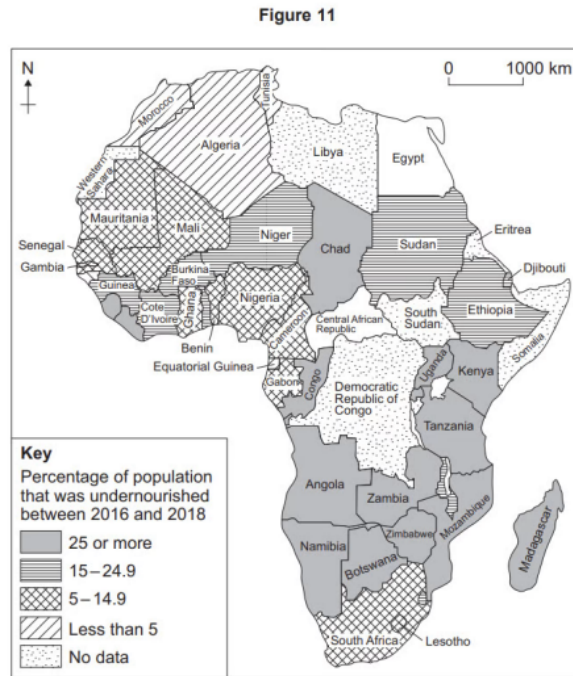 Figure 11
N
0 1000 km
Morocco
Tunisia
Algeria
Libya
Egypt
Western
Sahara
Mauritania
Mali
Niger
Chad
Sudan
Eritrea
Senegal
Gambia
Guinea
Burkina
Faso
Djibouti
Cote
D'Ivoire
Ghana
Nigeria
Benin
Cameroon
Central African
Republic
South
Sudan
Ethiopia
Somalia
Equatorial Guinea
Gabon
Congo
Democratic
Republic of
Congo
Uganda
Kenya
Tanzania
Angola
Zambia
Mozambique
Zimbabwe
Namibia
Botswana
Madagascar
South Africa
Lesotho
Key
Percentage of population
that was undernourished
between 2016 and 2018
25 or more
15–24.9
5–14.9
Less than 5
No data